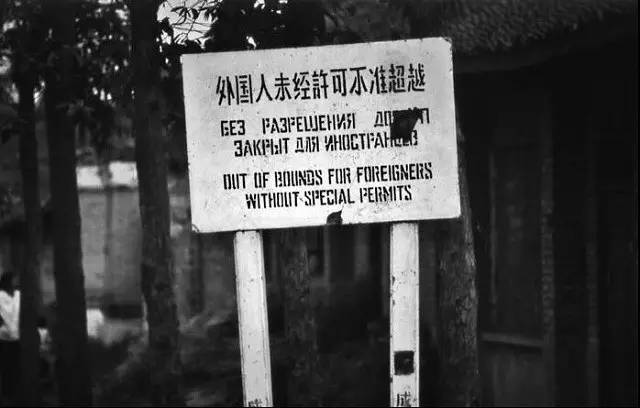 外国人未经許可不准超越
БЕЗ РАЗРЕШЕНИЯ
ЗАКРЫТ ДЛЯ ИНОСТРАНЦЕВ
OUT OF BOUNDS FOR FOREIGNERS
WITHOUT SPECIAL PERMITS